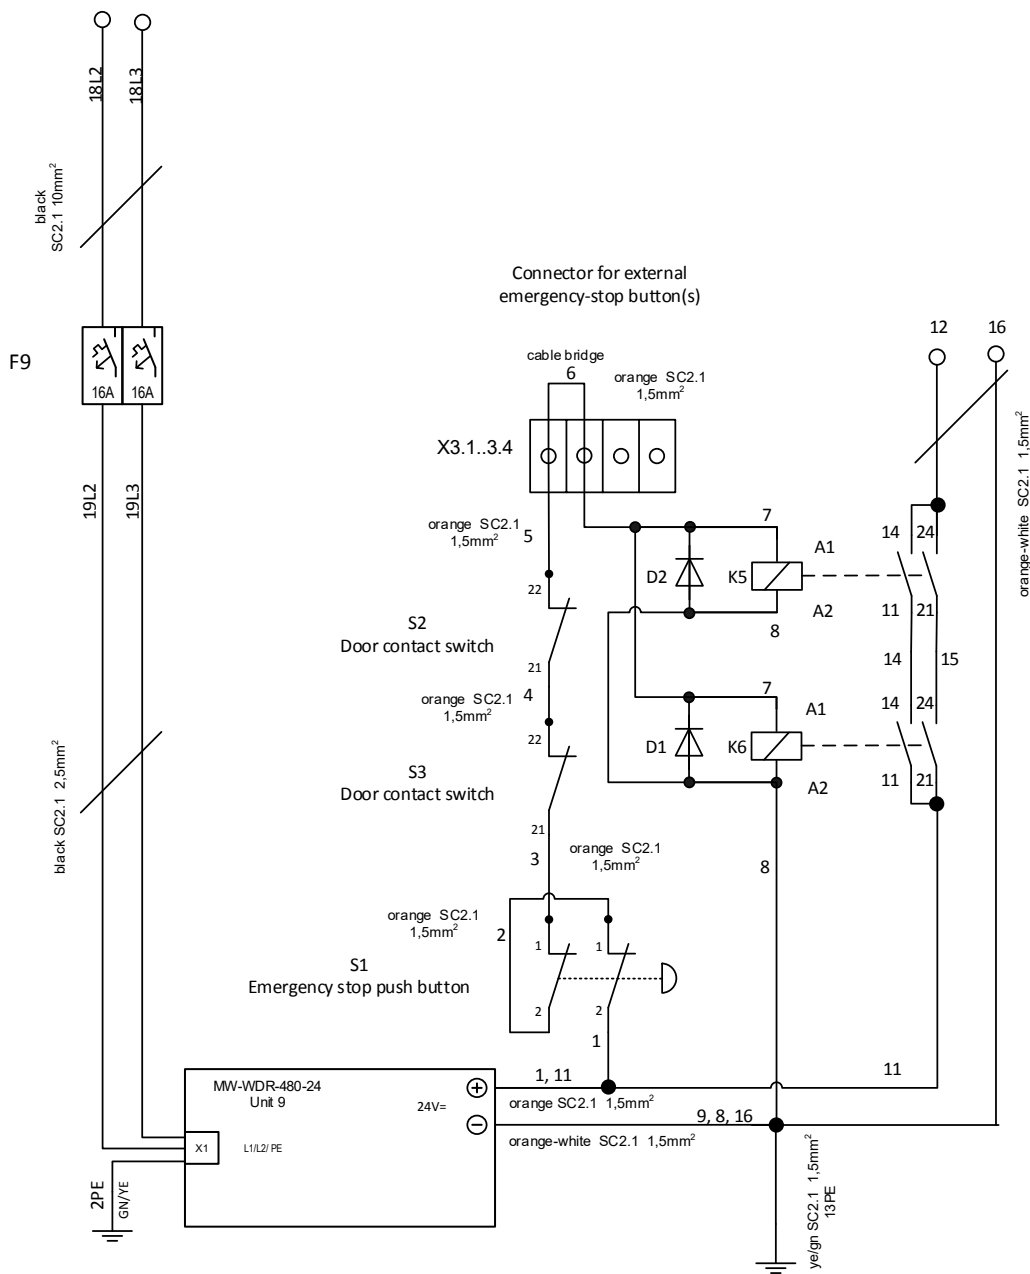 18L2
18L3
black
SC2.1 10mm²
F9
16A
16A
19L2
19L3
black SC2.1 2,5mm²
Connector for external
emergency-stop button(s)
cable bridge
6
orange SC2.1
1,5mm²
X3.1..3.4
12
16
orange-white SC2.1 1,5mm²
orange SC2.1
1,5mm²
5
7
14
24
A1
D2
K5
22
A2
11
21
8
S2
Door contact switch
14
15
21
4
orange SC2.1
1,5mm²
7
14
24
A1
22
D1
K6
S3
Door contact switch
A2
11
21
21
3
orange SC2.1
1,5mm²
8
orange SC2.1
1,5mm²
2
1
1
S1
Emergency stop push button
2
2
1
MW-WDR-480-24
Unit 9
24V=
+
−
1, 11
11
orange SC2.1 1,5mm²
9, 8, 16
orange-white SC2.1 1,5mm²
X1
L1/L2/ PE
2PE
GN/YE
ye/gn SC2.1 1,5mm²
13PE